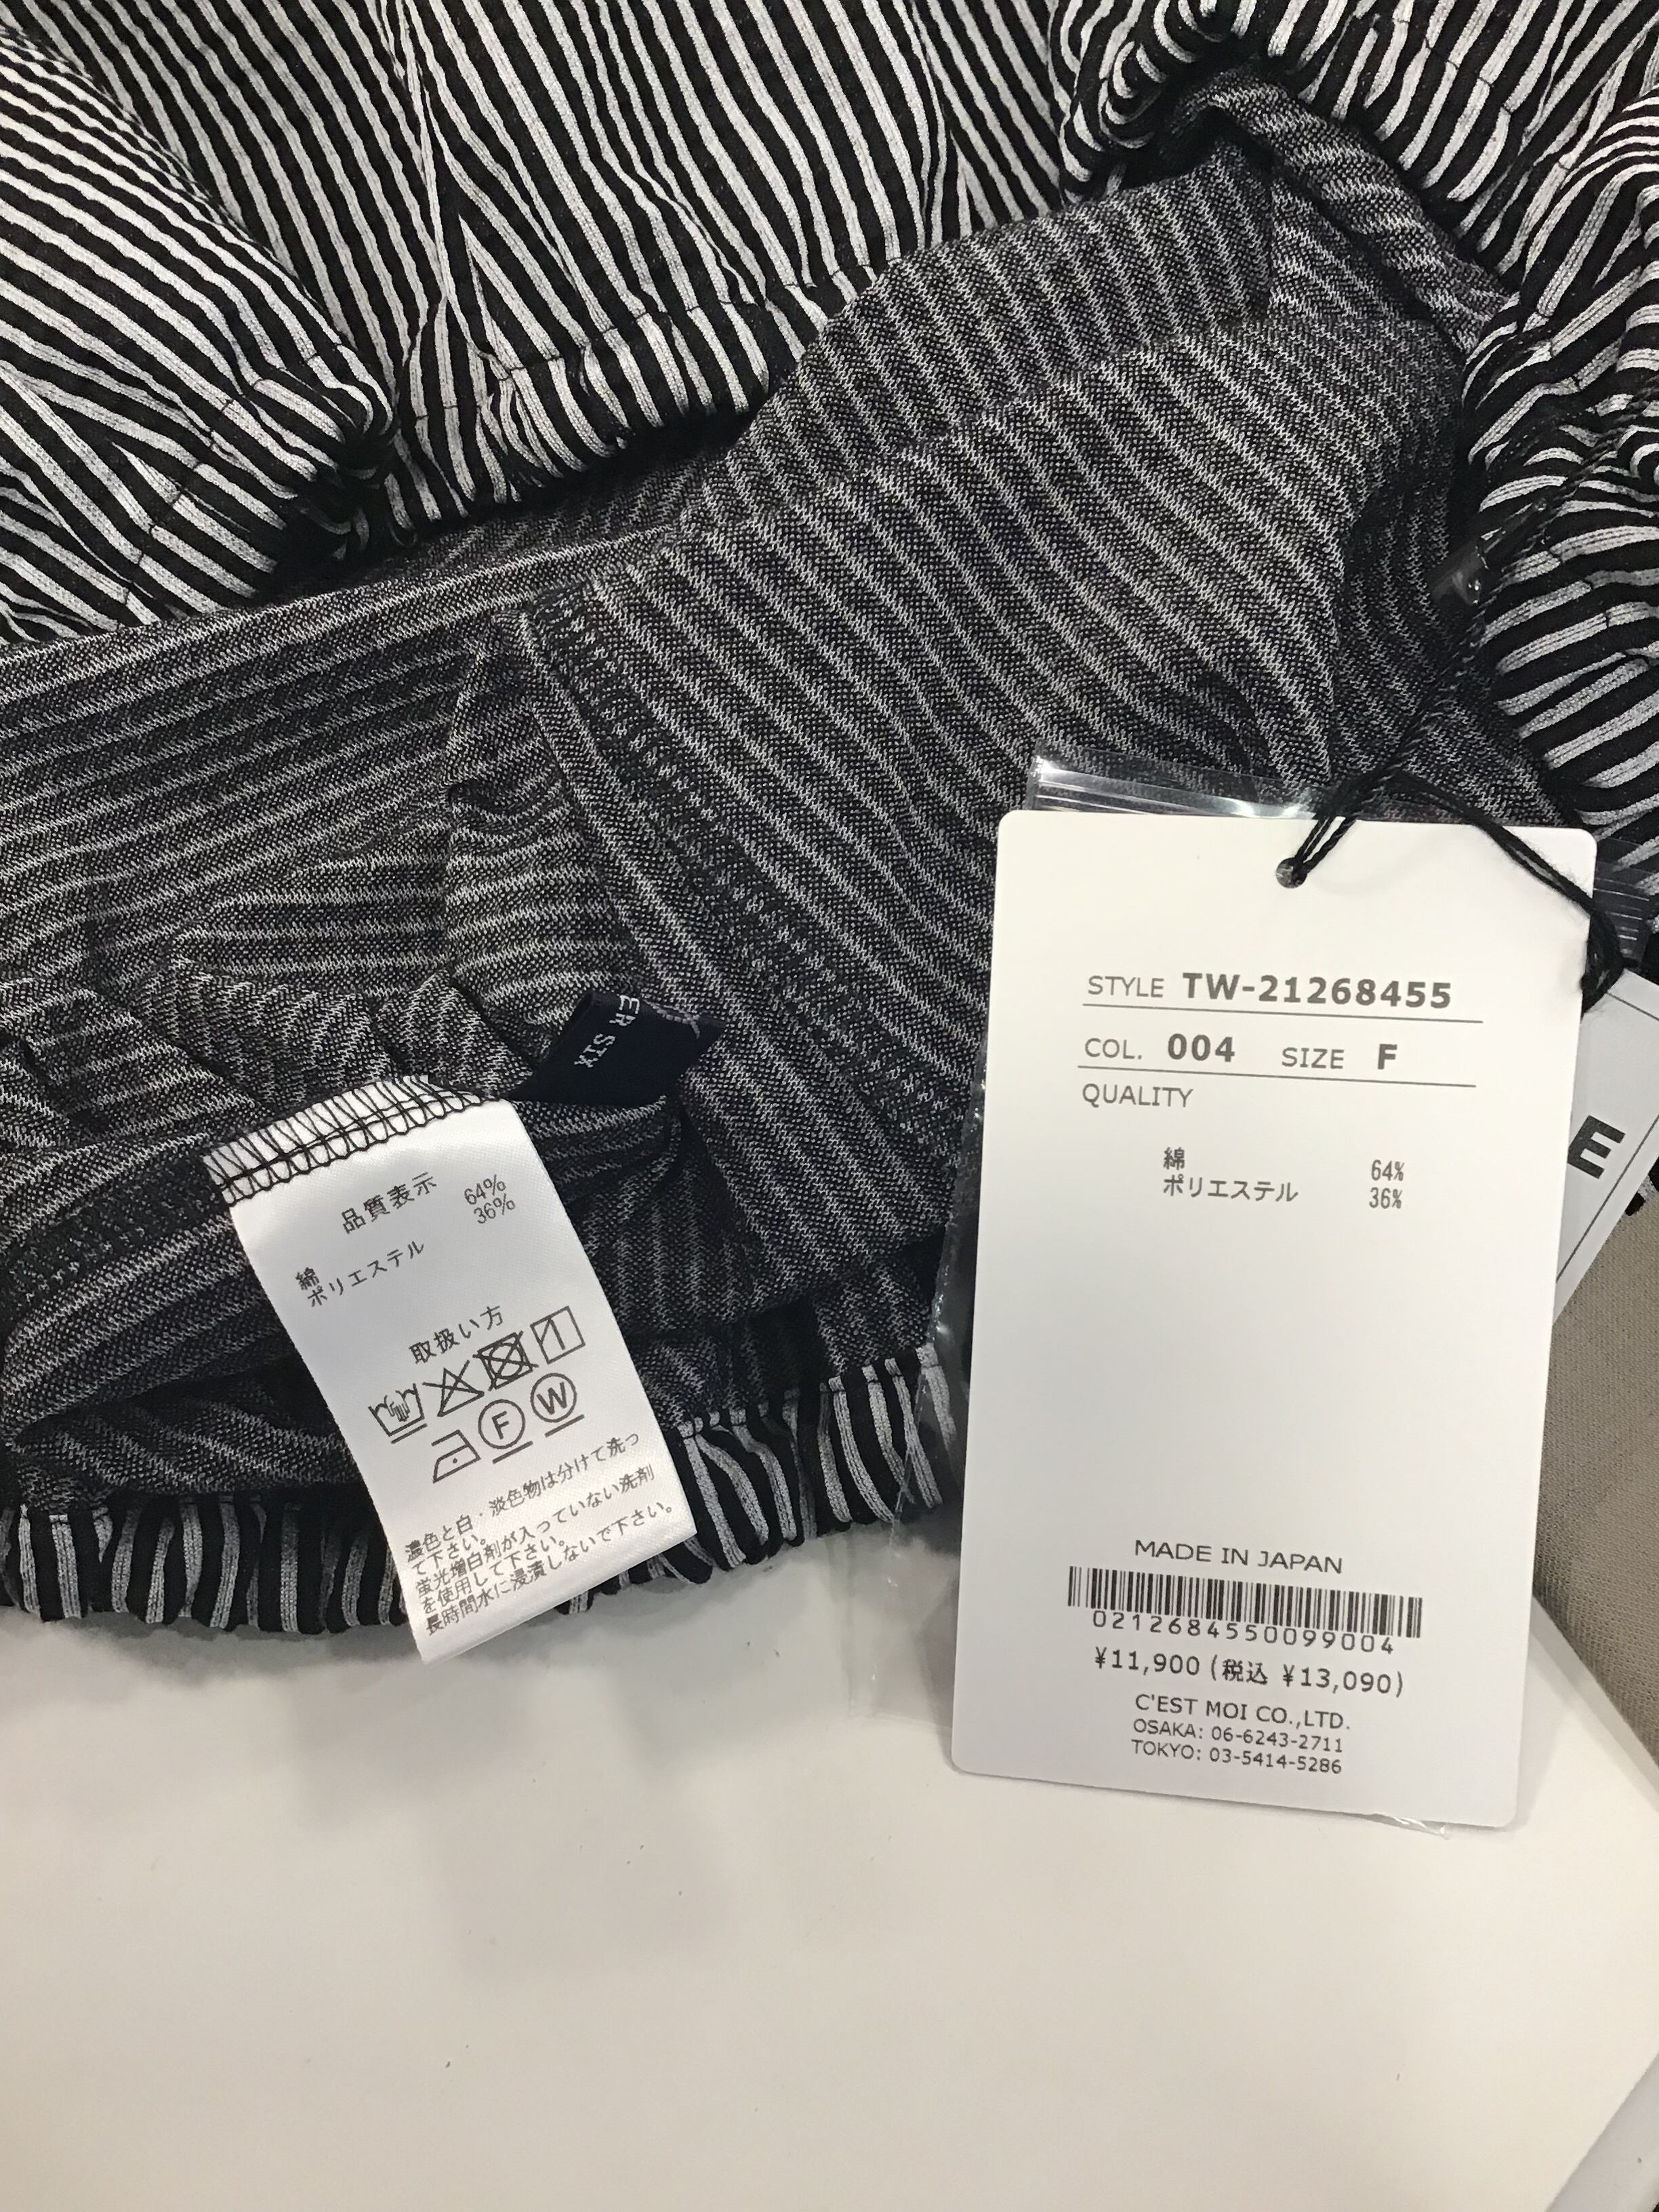 ER SIX
品質表示
綿 64%
ポリエステル 36%
取扱い方
F W
濃色と白・淡色物は分けて洗っ
て下さい。
蛍光増白剤が入っていない洗剤
を使用して下さい。
長時間水に浸漬しないで下さい。
STYLE TW-21268455
COL. 004 SIZE F
QUALITY
綿 64%
ポリエステル 36%
MADE IN JAPAN
0212684550099004
¥11,900 (税込 ¥13,090)
C'EST MOI CO.,LTD.
OSAKA: 06-6243-2711
TOKYO: 03-5414-5286
E